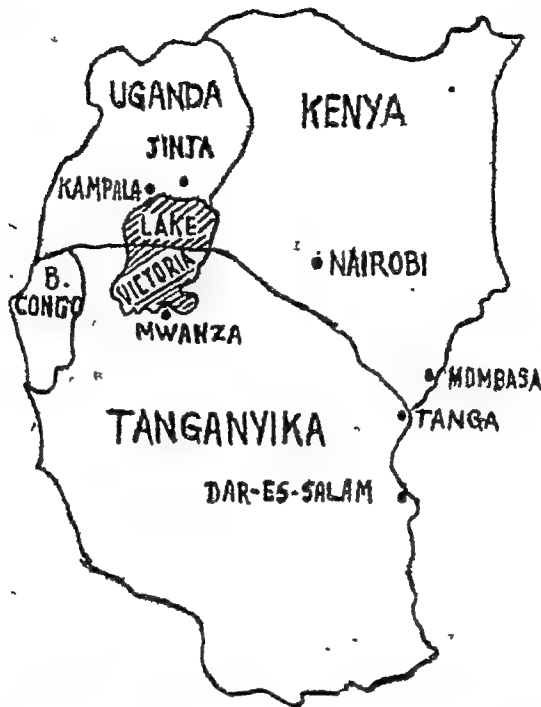 UGANDA
KENYA
JINJA
KAMPALA
LAKE
VICTORIA
NAIROBI
B.
CONGO
MWANZA
MOMBASA
TANGA
TANGANYIKA
DAR-ES-SALAM